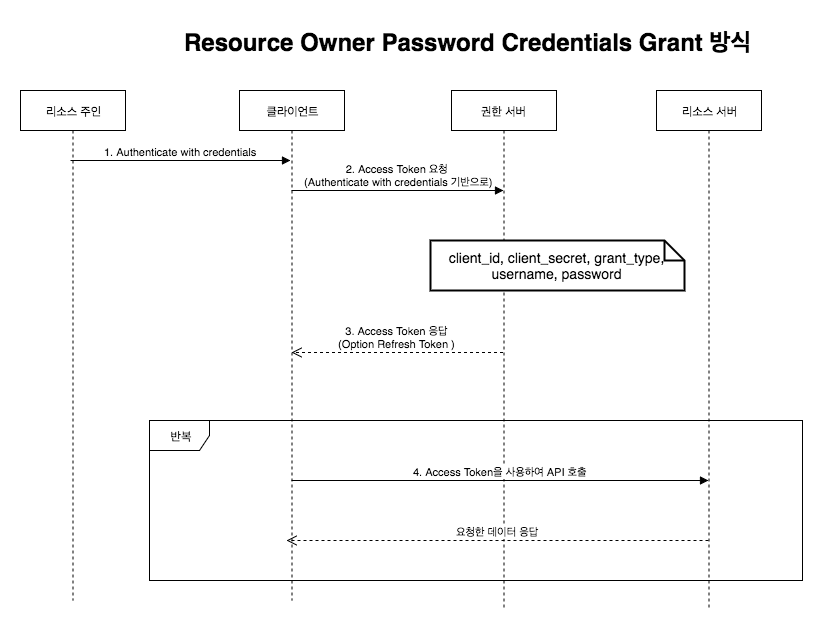 Resource Owner Password Credentials Grant 방식
리소스 주인
클라이언트
권한 서버
리소스 서버
1. Authenticate with credentials
2. Access Token 요청
(Authenticate with credentials 기반으로)
client_id, client_secret, grant_type,
username, password
3. Access Token 응답
(Option Refresh Token )
반복
4. Access Token을 사용하여 API 호출
요청한 데이터 응답